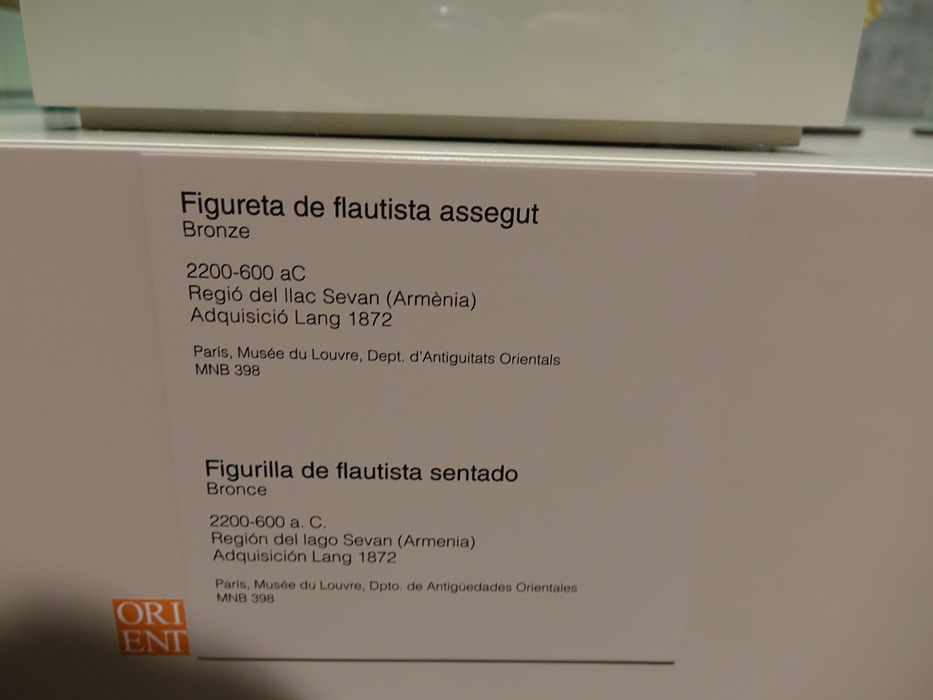 Figureta de flautista assegut
Bronze
2200-600 aC
Regió del llac Sevan (Armènia)
Adquisició Lang 1872
París, Musée du Louvre, Dept. d'Antiguitats Orientals
MNB 398
Figurilla de flautista sentado
Bronce
2200-600 a. C.
Región del lago Sevan (Armenia)
Adquisición Lang 1872
París, Musée du Louvre, Dpto. de Antigüedades Orientales
MNB 398
ORI
ENT